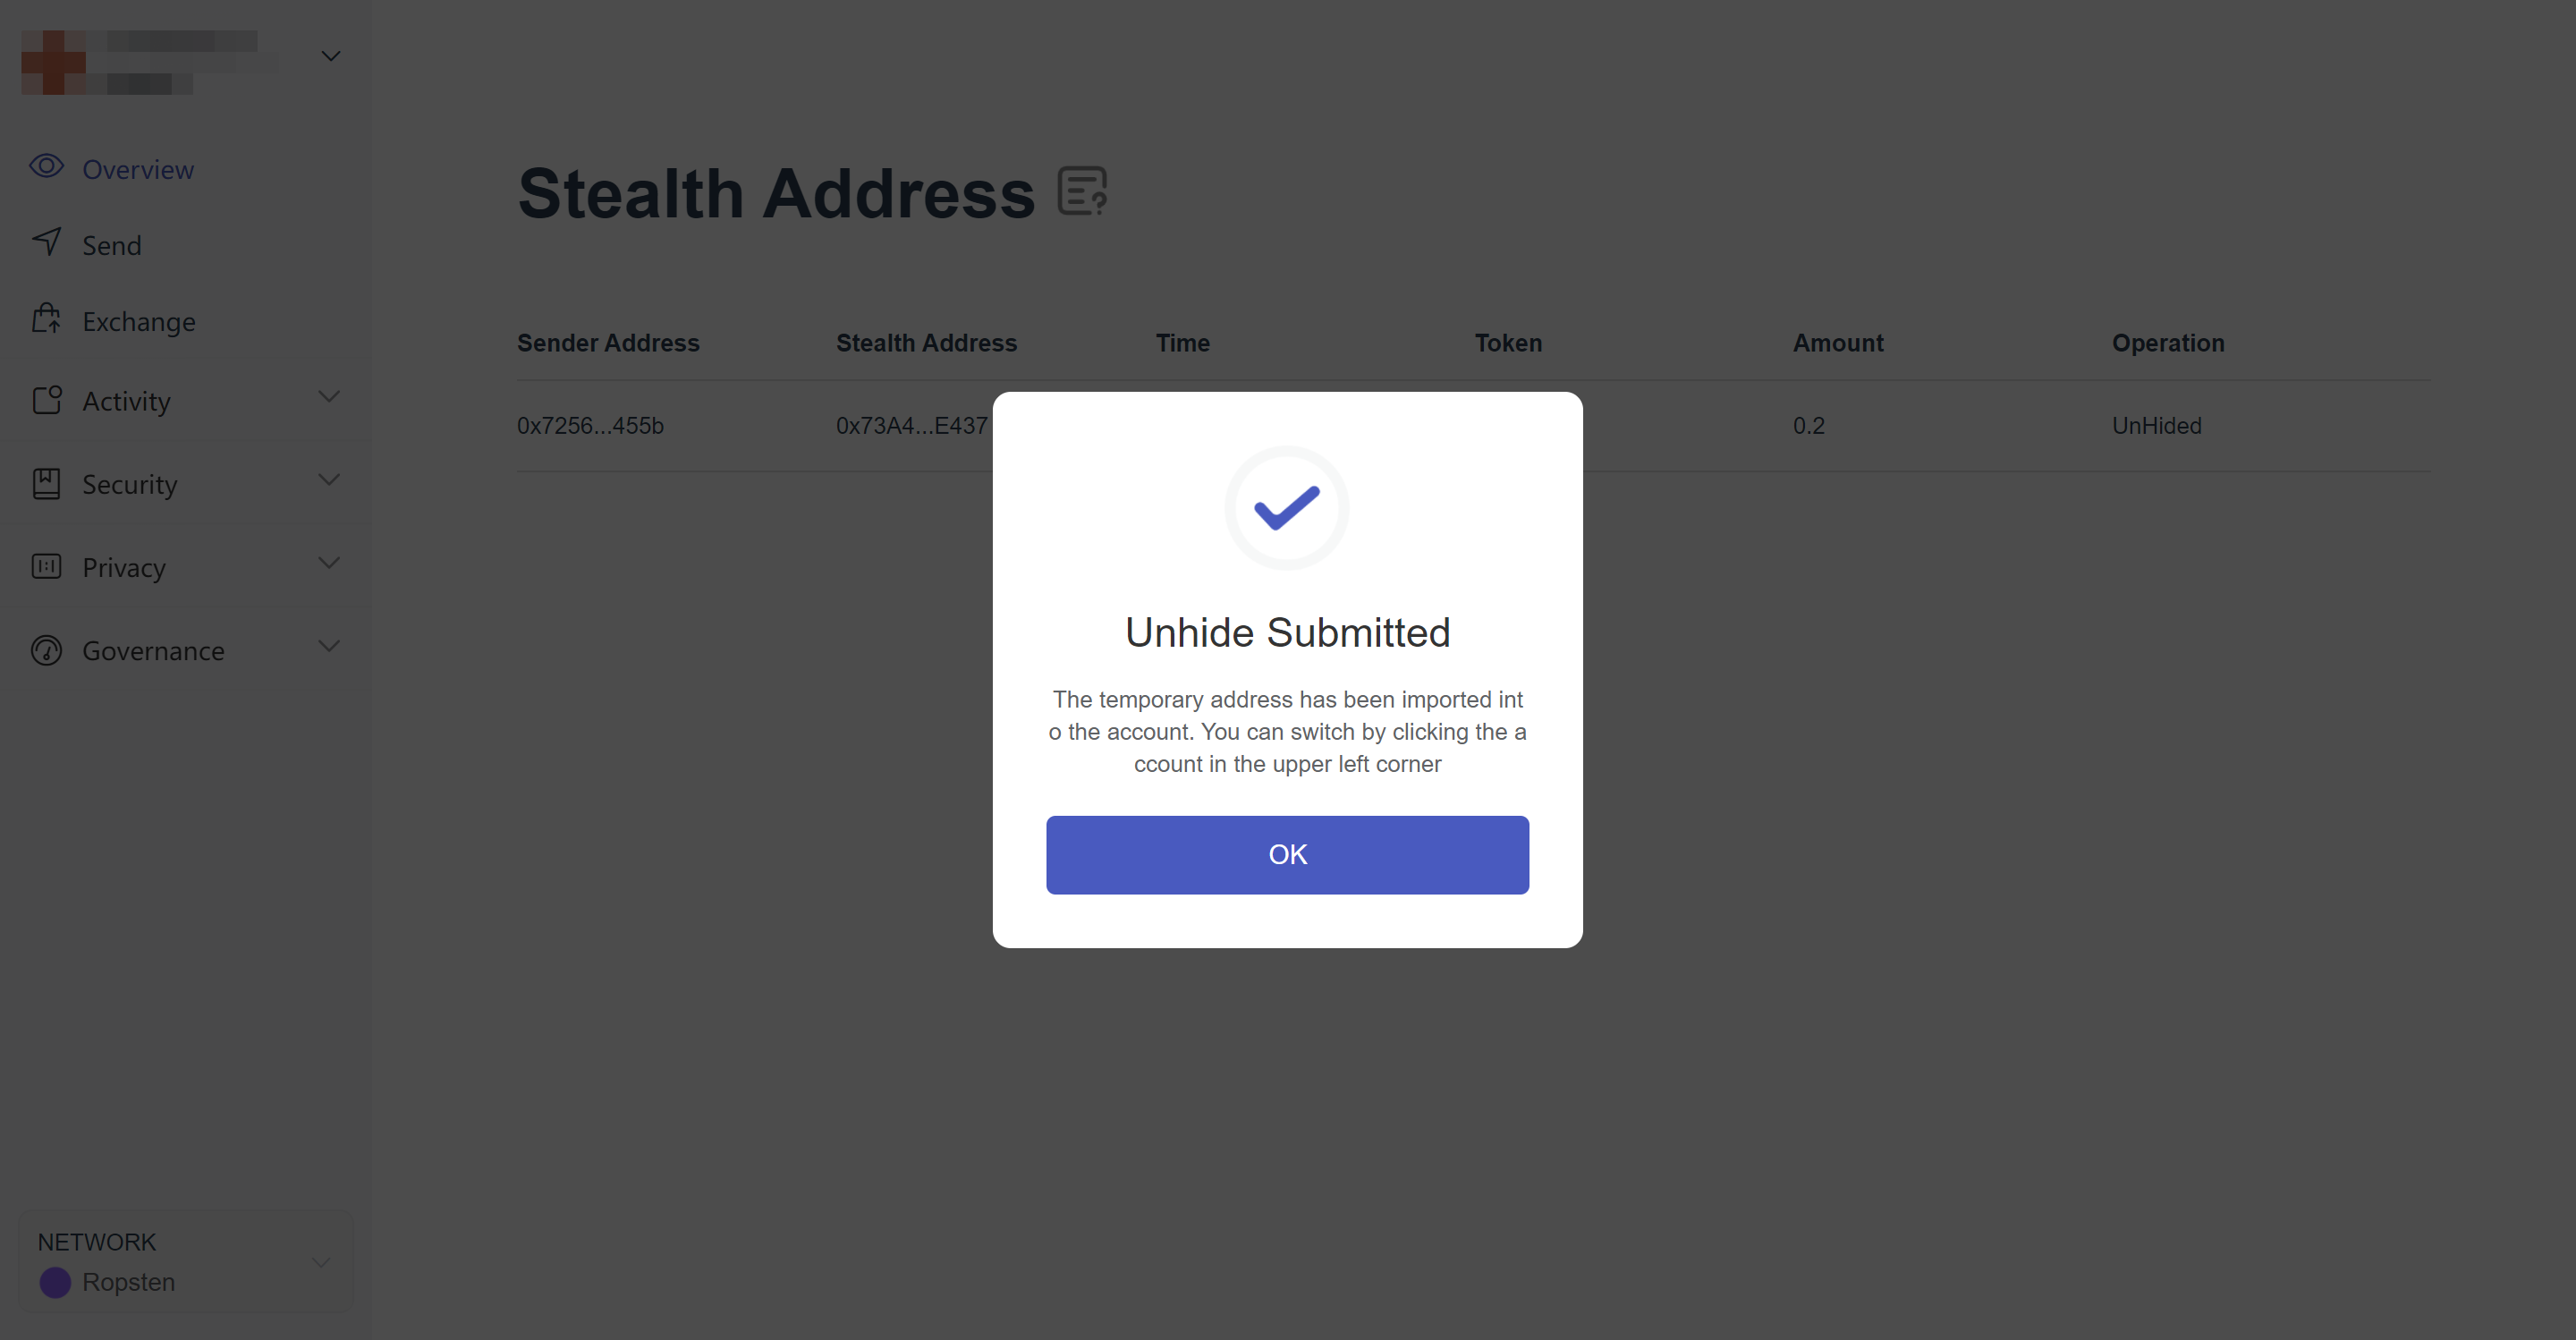 Overview
Send
Exchange
Activity
Security
Privacy
Governance
NETWORK
Ropsten
Stealth Address
Sender Address Stealth Address Time Token Amount Operation
0x7256...455b 0x73A4...E437 0.2 UnHided
Unhide Submitted
The temporary address has been imported int
o the account. You can switch by clicking the a
ccount in the upper left corner
OK